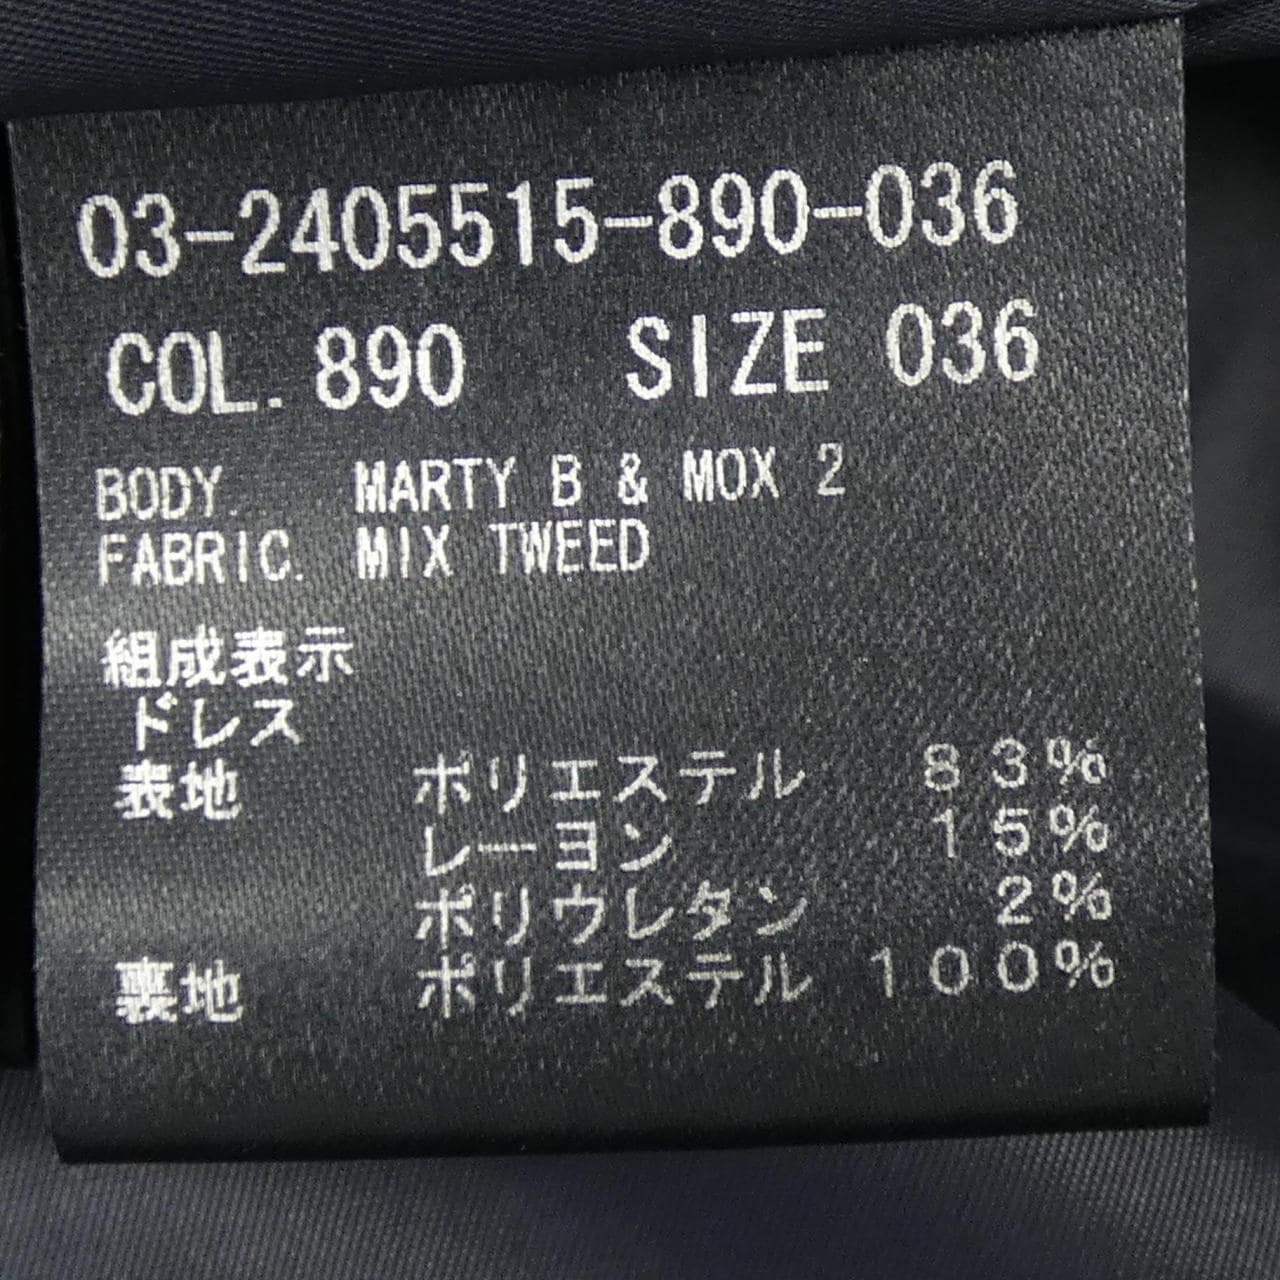 03-2405515-890-036
COL. 890 SIZE 036
BODY. MARTY B & MOX 2
FABRIC. MIX TWEED
組成表示
ドレス
表地 ポリエステル 83%
レーヨン 15%
ポリウレタン 2%
裏地 ポリエステル 100%